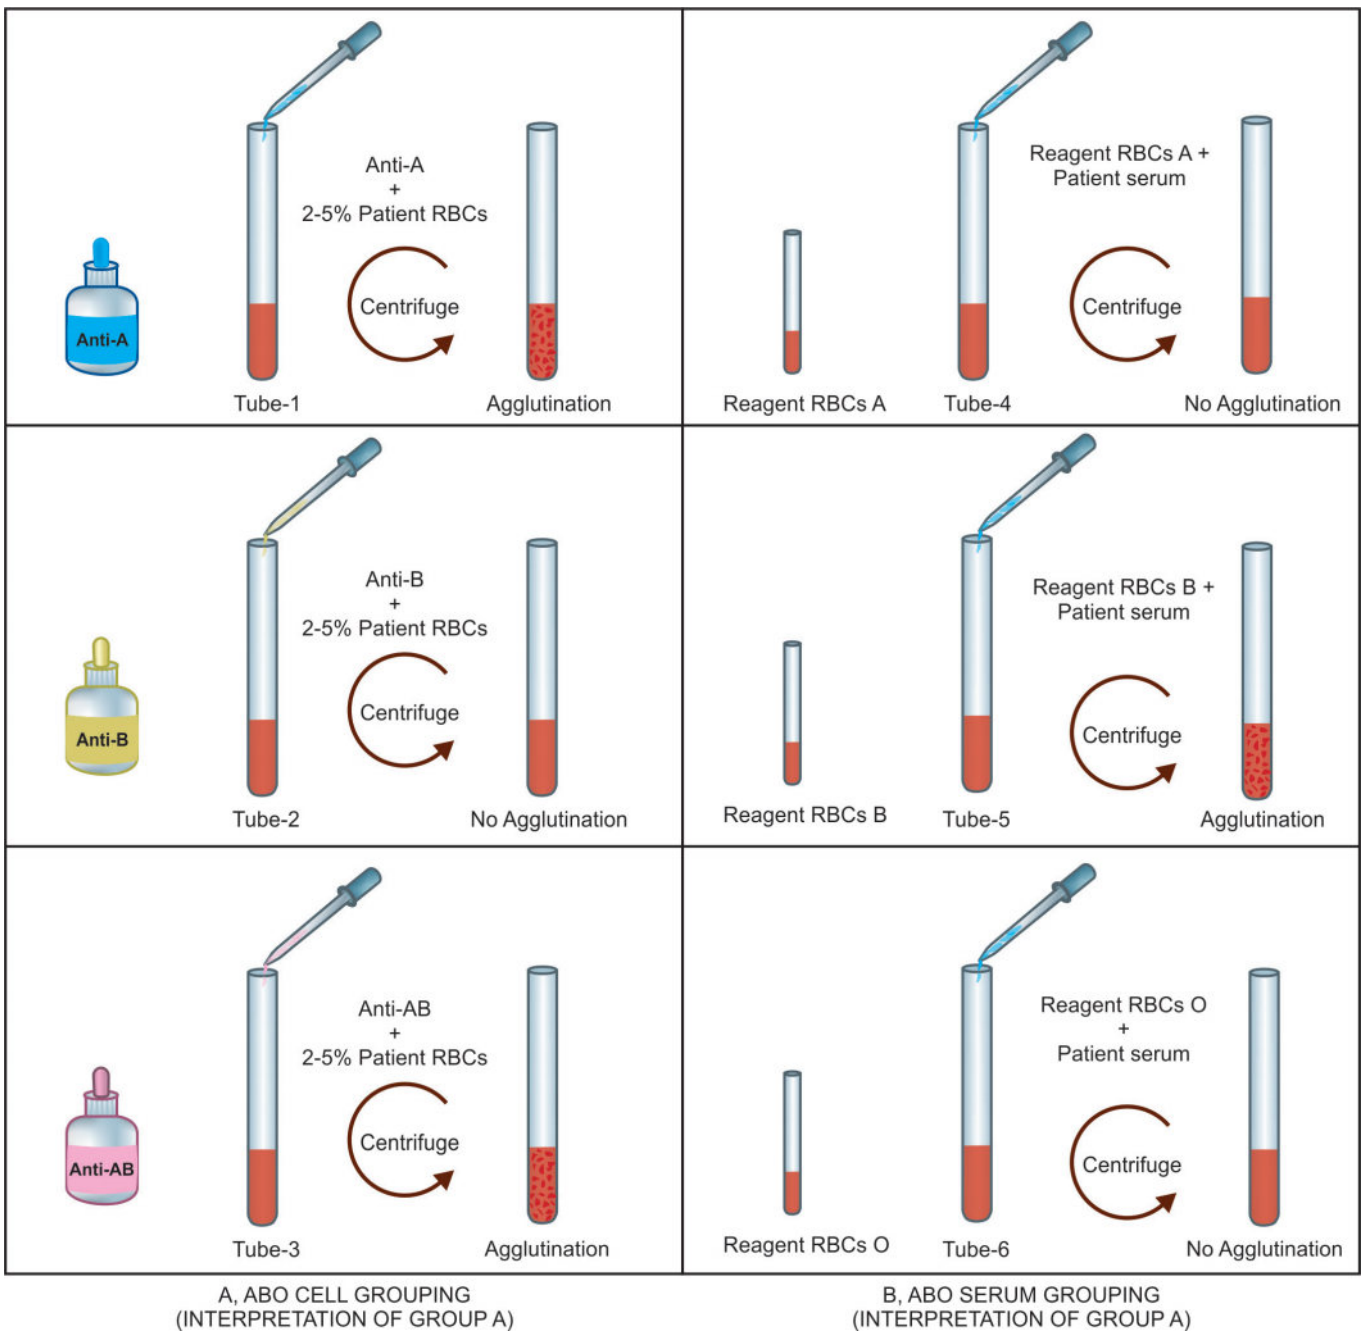 Anti-A
+
2-5% Patient RBCs
Centrifuge
Anti-A
Tube-1
Agglutination
Reagent RBCs A +
Patient serum
Centrifuge
Reagent RBCs A
Tube-4
No Agglutination
Anti-B
+
2-5% Patient RBCs
Centrifuge
Anti-B
Tube-2
No Agglutination
Reagent RBCs B +
Patient serum
Centrifuge
Reagent RBCs B
Tube-5
Agglutination
Anti-AB
+
2-5% Patient RBCs
Centrifuge
Anti-AB
Tube-3
Agglutination
Reagent RBCs O
+
Patient serum
Centrifuge
Reagent RBCs O
Tube-6
No Agglutination
A, ABO CELL GROUPING
(INTERPRETATION OF GROUP A)
B, ABO SERUM GROUPING
(INTERPRETATION OF GROUP A)